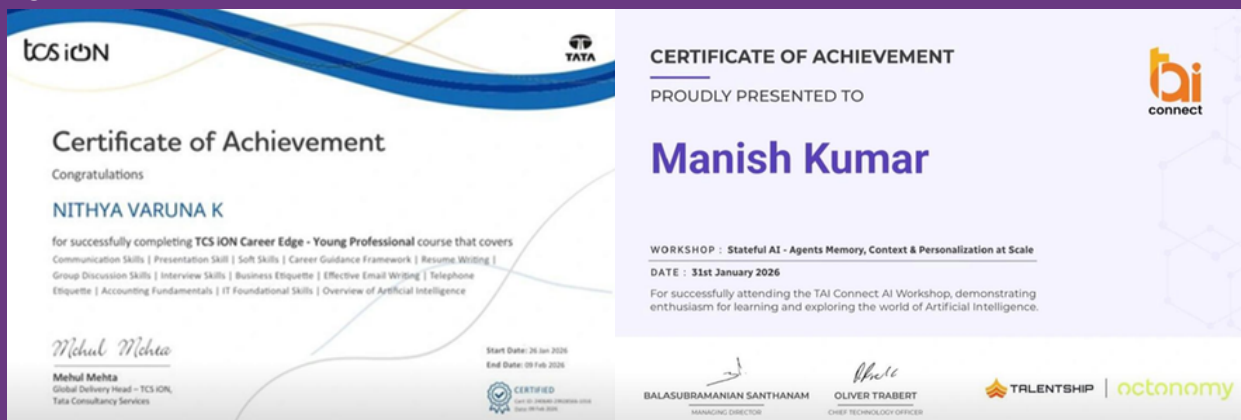 tcs iON
TATA
Certificate of Achievement
Congratulations
NITHYA VARUNA K
for successfully completing TCS iON Career Edge - Young Professional course that covers
Communication Skills | Presentation Skill | Soft Skills | Career Guidance Framework | Resume Writing |
Group Discussion Skills | Interview Skills | Business Etiquette | Effective Email Writing | Telephone
Etiquette | Accounting Fundamentals | IT Foundational Skills | Overview of Artificial Intelligence
Mehul Mehta
Mehul Mehta
Global Delivery Head – TCS iON,
Tata Consultancy Services
Start Date: 26 Jan 2026
End Date: 09 Feb 2026
CERTIFIED
Date: 09 Feb 2026
CERTIFICATE OF ACHIEVEMENT
PROUDLY PRESENTED TO
tai
connect
Manish Kumar
WORKSHOP : Stateful AI - Agents Memory, Context & Personalization at Scale
DATE : 31st January 2026
For successfully attending the TAI Connect AI Workshop, demonstrating
enthusiasm for learning and exploring the world of Artificial Intelligence.
BALASUBRAMANIAN SANTHANAM
MANAGING DIRECTOR
OLIVER TRABERT
CHIEF TECHNOLOGY OFFICER
TALENTSHIP | octonomy